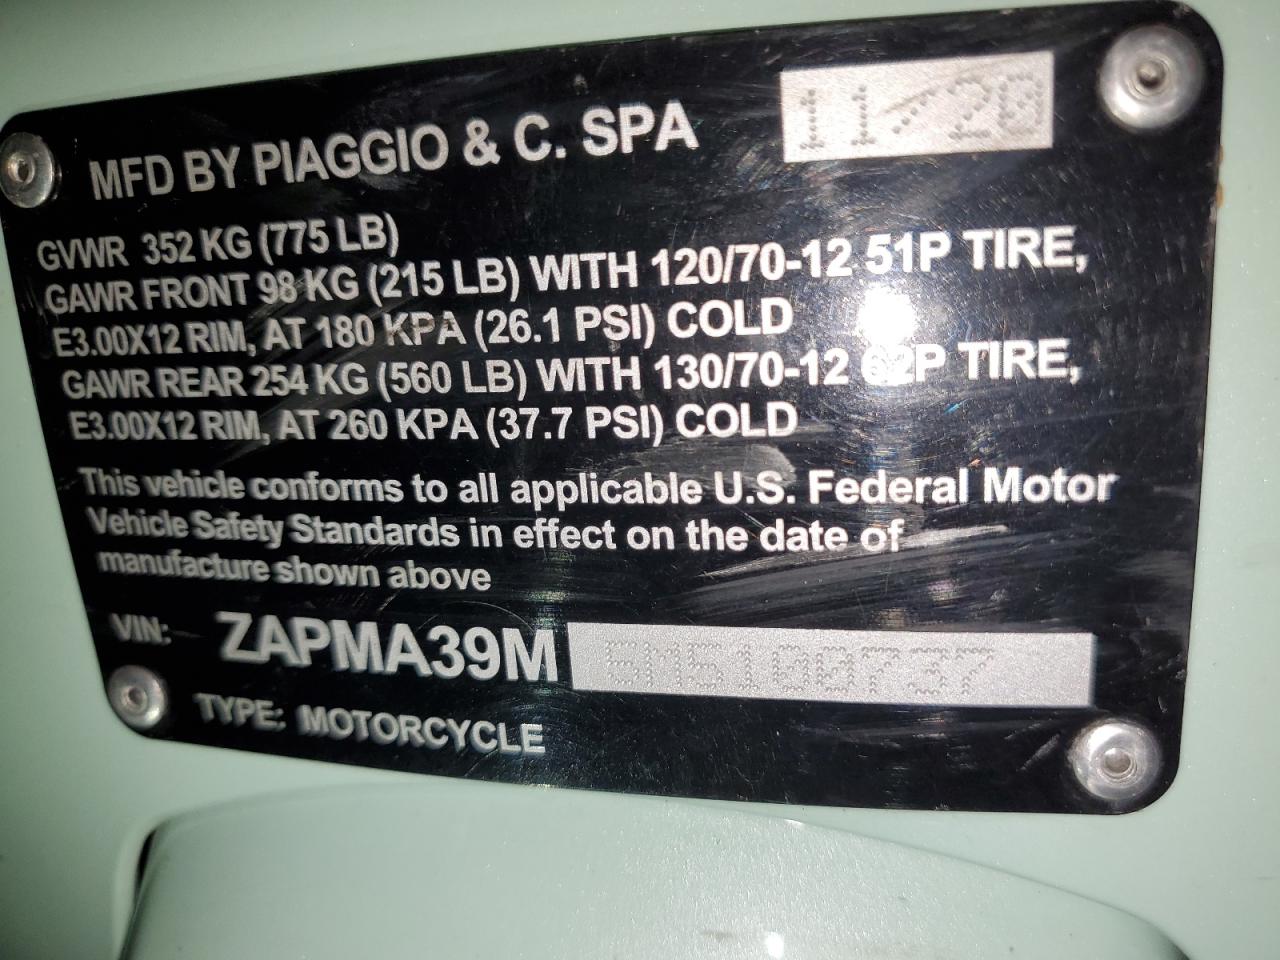 MFD BY PIAGGIO & C. SPA 11/20
GVWR 352 KG (775 LB)
GAWR FRONT 98 KG (215 LB) WITH 120/70-12 51P TIRE,
E3.00X12 RIM, AT 180 KPA (26.1 PSI) COLD
GAWR REAR 254 KG (560 LB) WITH 130/70-12 62P TIRE,
E3.00X12 RIM, AT 260 KPA (37.7 PSI) COLD
This vehicle conforms to all applicable U.S. Federal Motor
Vehicle Safety Standards in effect on the date of
manufacture shown above
VIN: ZAPMA39M5M5100737
TYPE: MOTORCYCLE